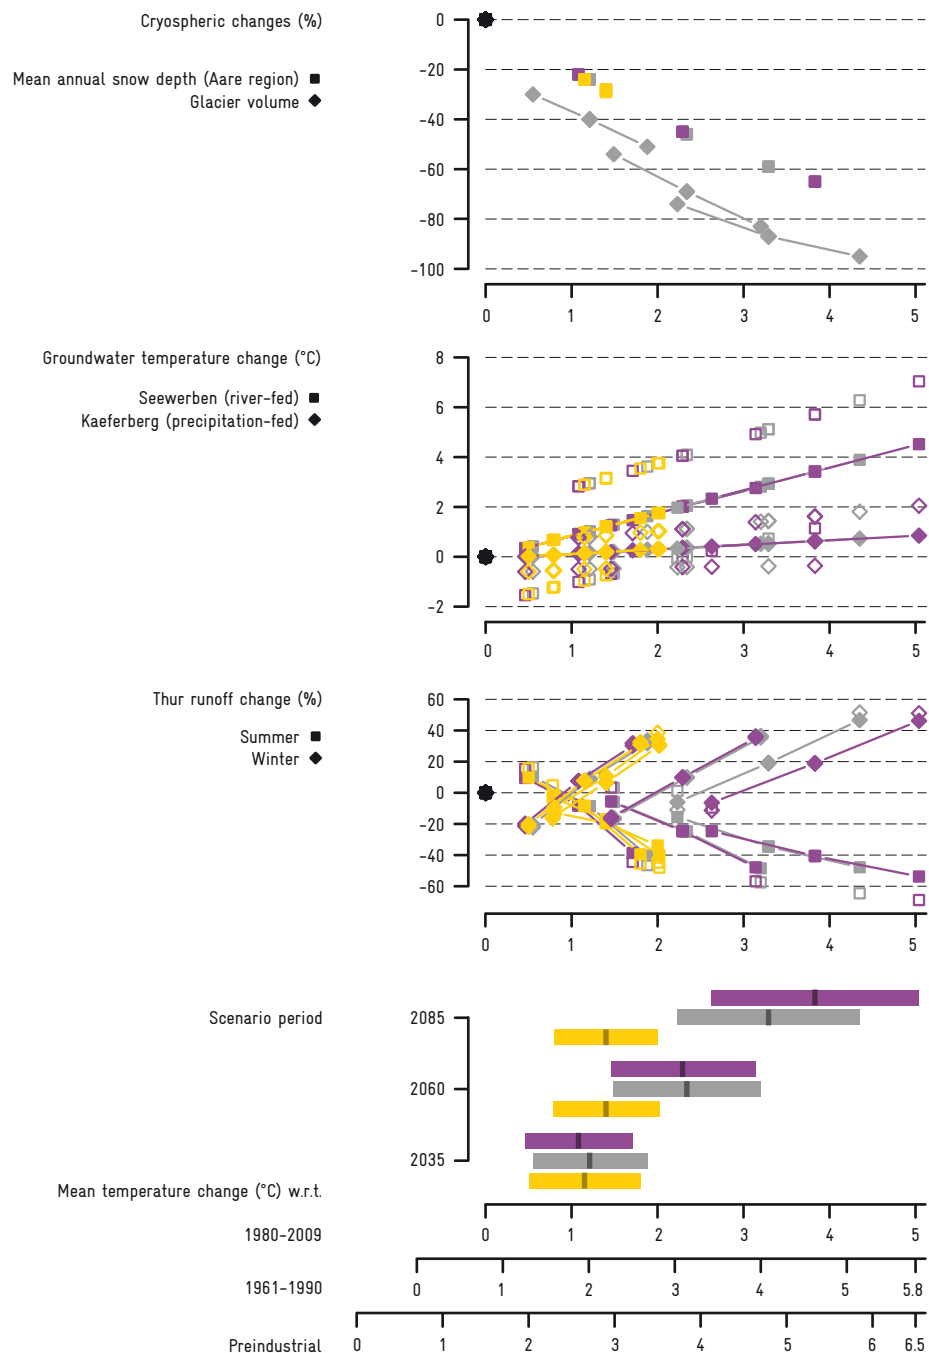 Cryospheric changes (%)
Mean annual snow depth (Aare region)
Glacier volume
0
-20
-40
-60
-80
-100
0 1 2 3 4 5
Groundwater temperature change (°C)
Seewerben (river-fed)
Kaeferberg (precipitation-fed)
8
6
4
2
0
-2
0 1 2 3 4 5
Thur runoff change (%)
Summer
Winter
60
40
20
0
-20
-40
-60
0 1 2 3 4 5
Scenario period
2085
2060
2035
Mean temperature change (°C) w.r.t.
1980-2009 0 1 2 3 4 5
1961-1990 0 1 2 3 4 5 5.8
Preindustrial 0 1 2 3 4 5 6 6.5